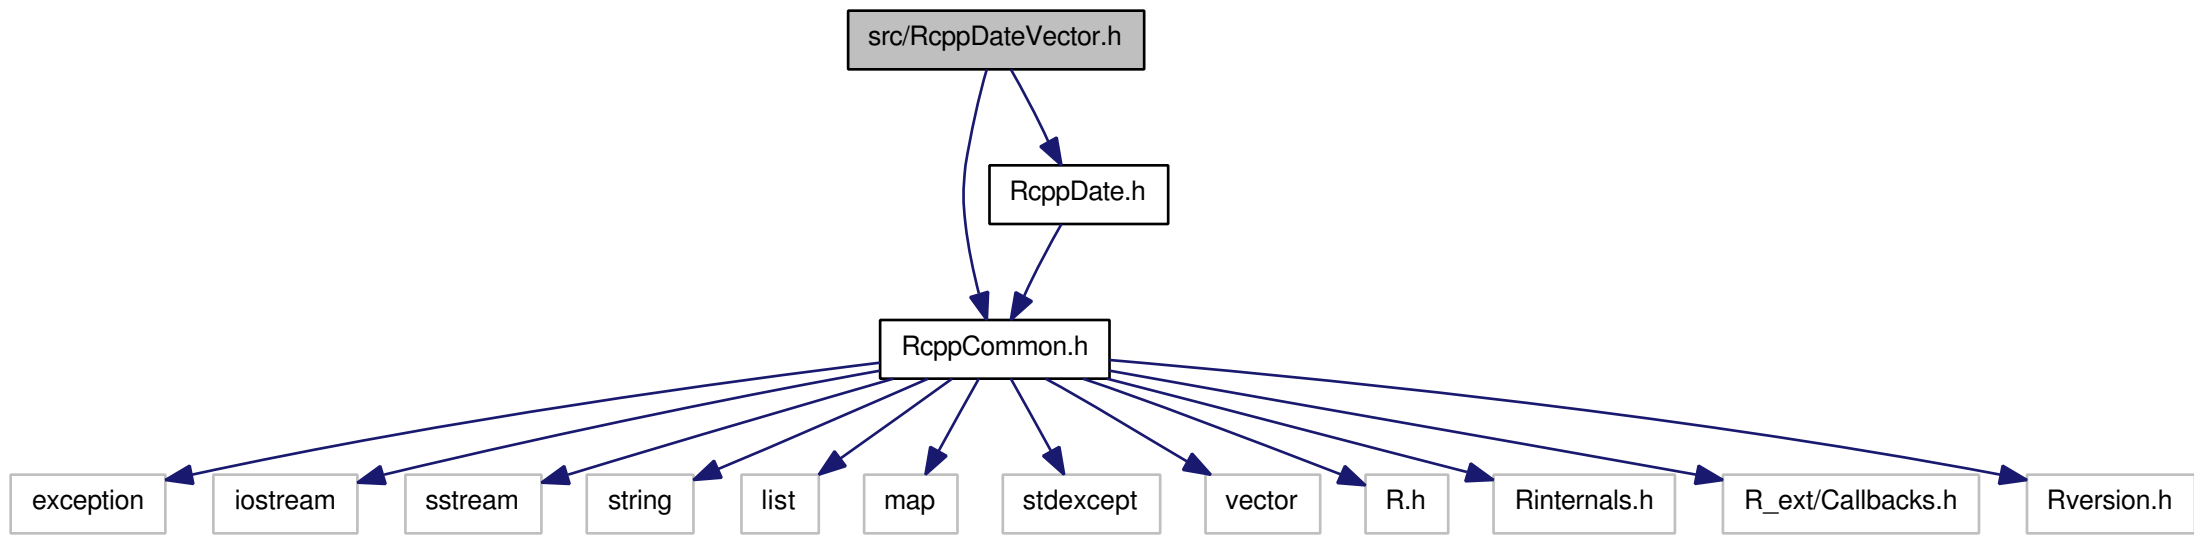 src/RcppDateVector.h
RcppDate.h
RcppCommon.h
exception
iostream
sstream
string
list
map
stdexcept
vector
R.h
Rinternals.h
R_ext/Callbacks.h
Rversion.h